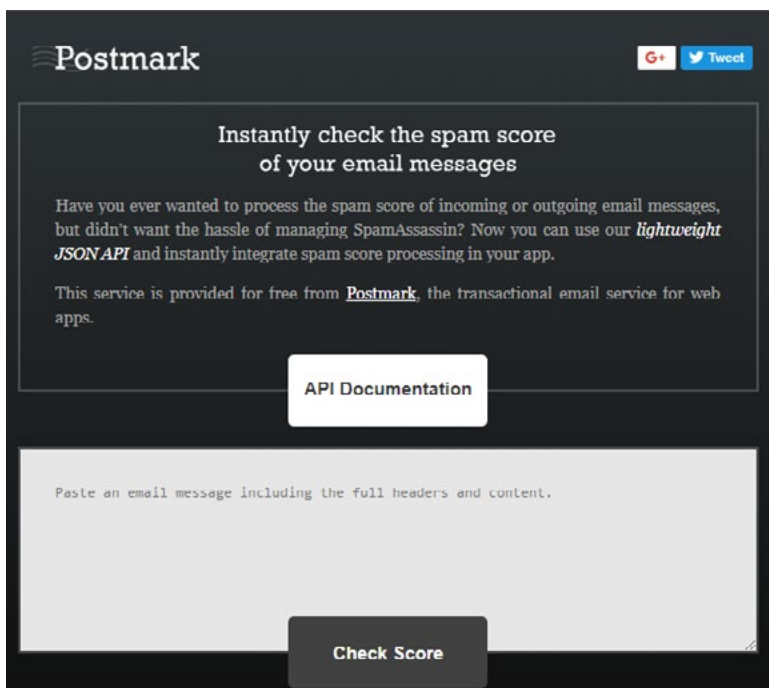 Postmark
G+ Tweet
Instantly check the spam score
of your email messages
Have you ever wanted to process the spam score of incoming or outgoing email messages,
but didn't want the hassle of managing SpamAssassin? Now you can use our lightweight
JSON API and instantly integrate spam score processing in your app.
This service is provided for free from Postmark, the transactional email service for web
apps.
API Documentation
Paste an email message including the full headers and content.
Check Score